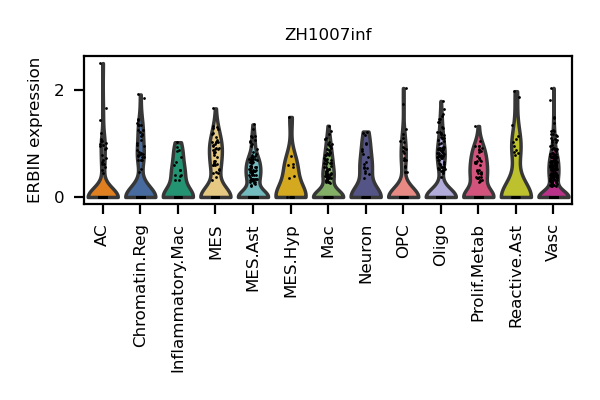 ZH1007inf
ERBIN expression
2
0
AC
Chromatin.Reg
Inflammatory.Mac
MES
MES.Ast
MES.Hyp
Mac
Neuron
OPC
Oligo
Prolif.Metab
Reactive.Ast
Vasc